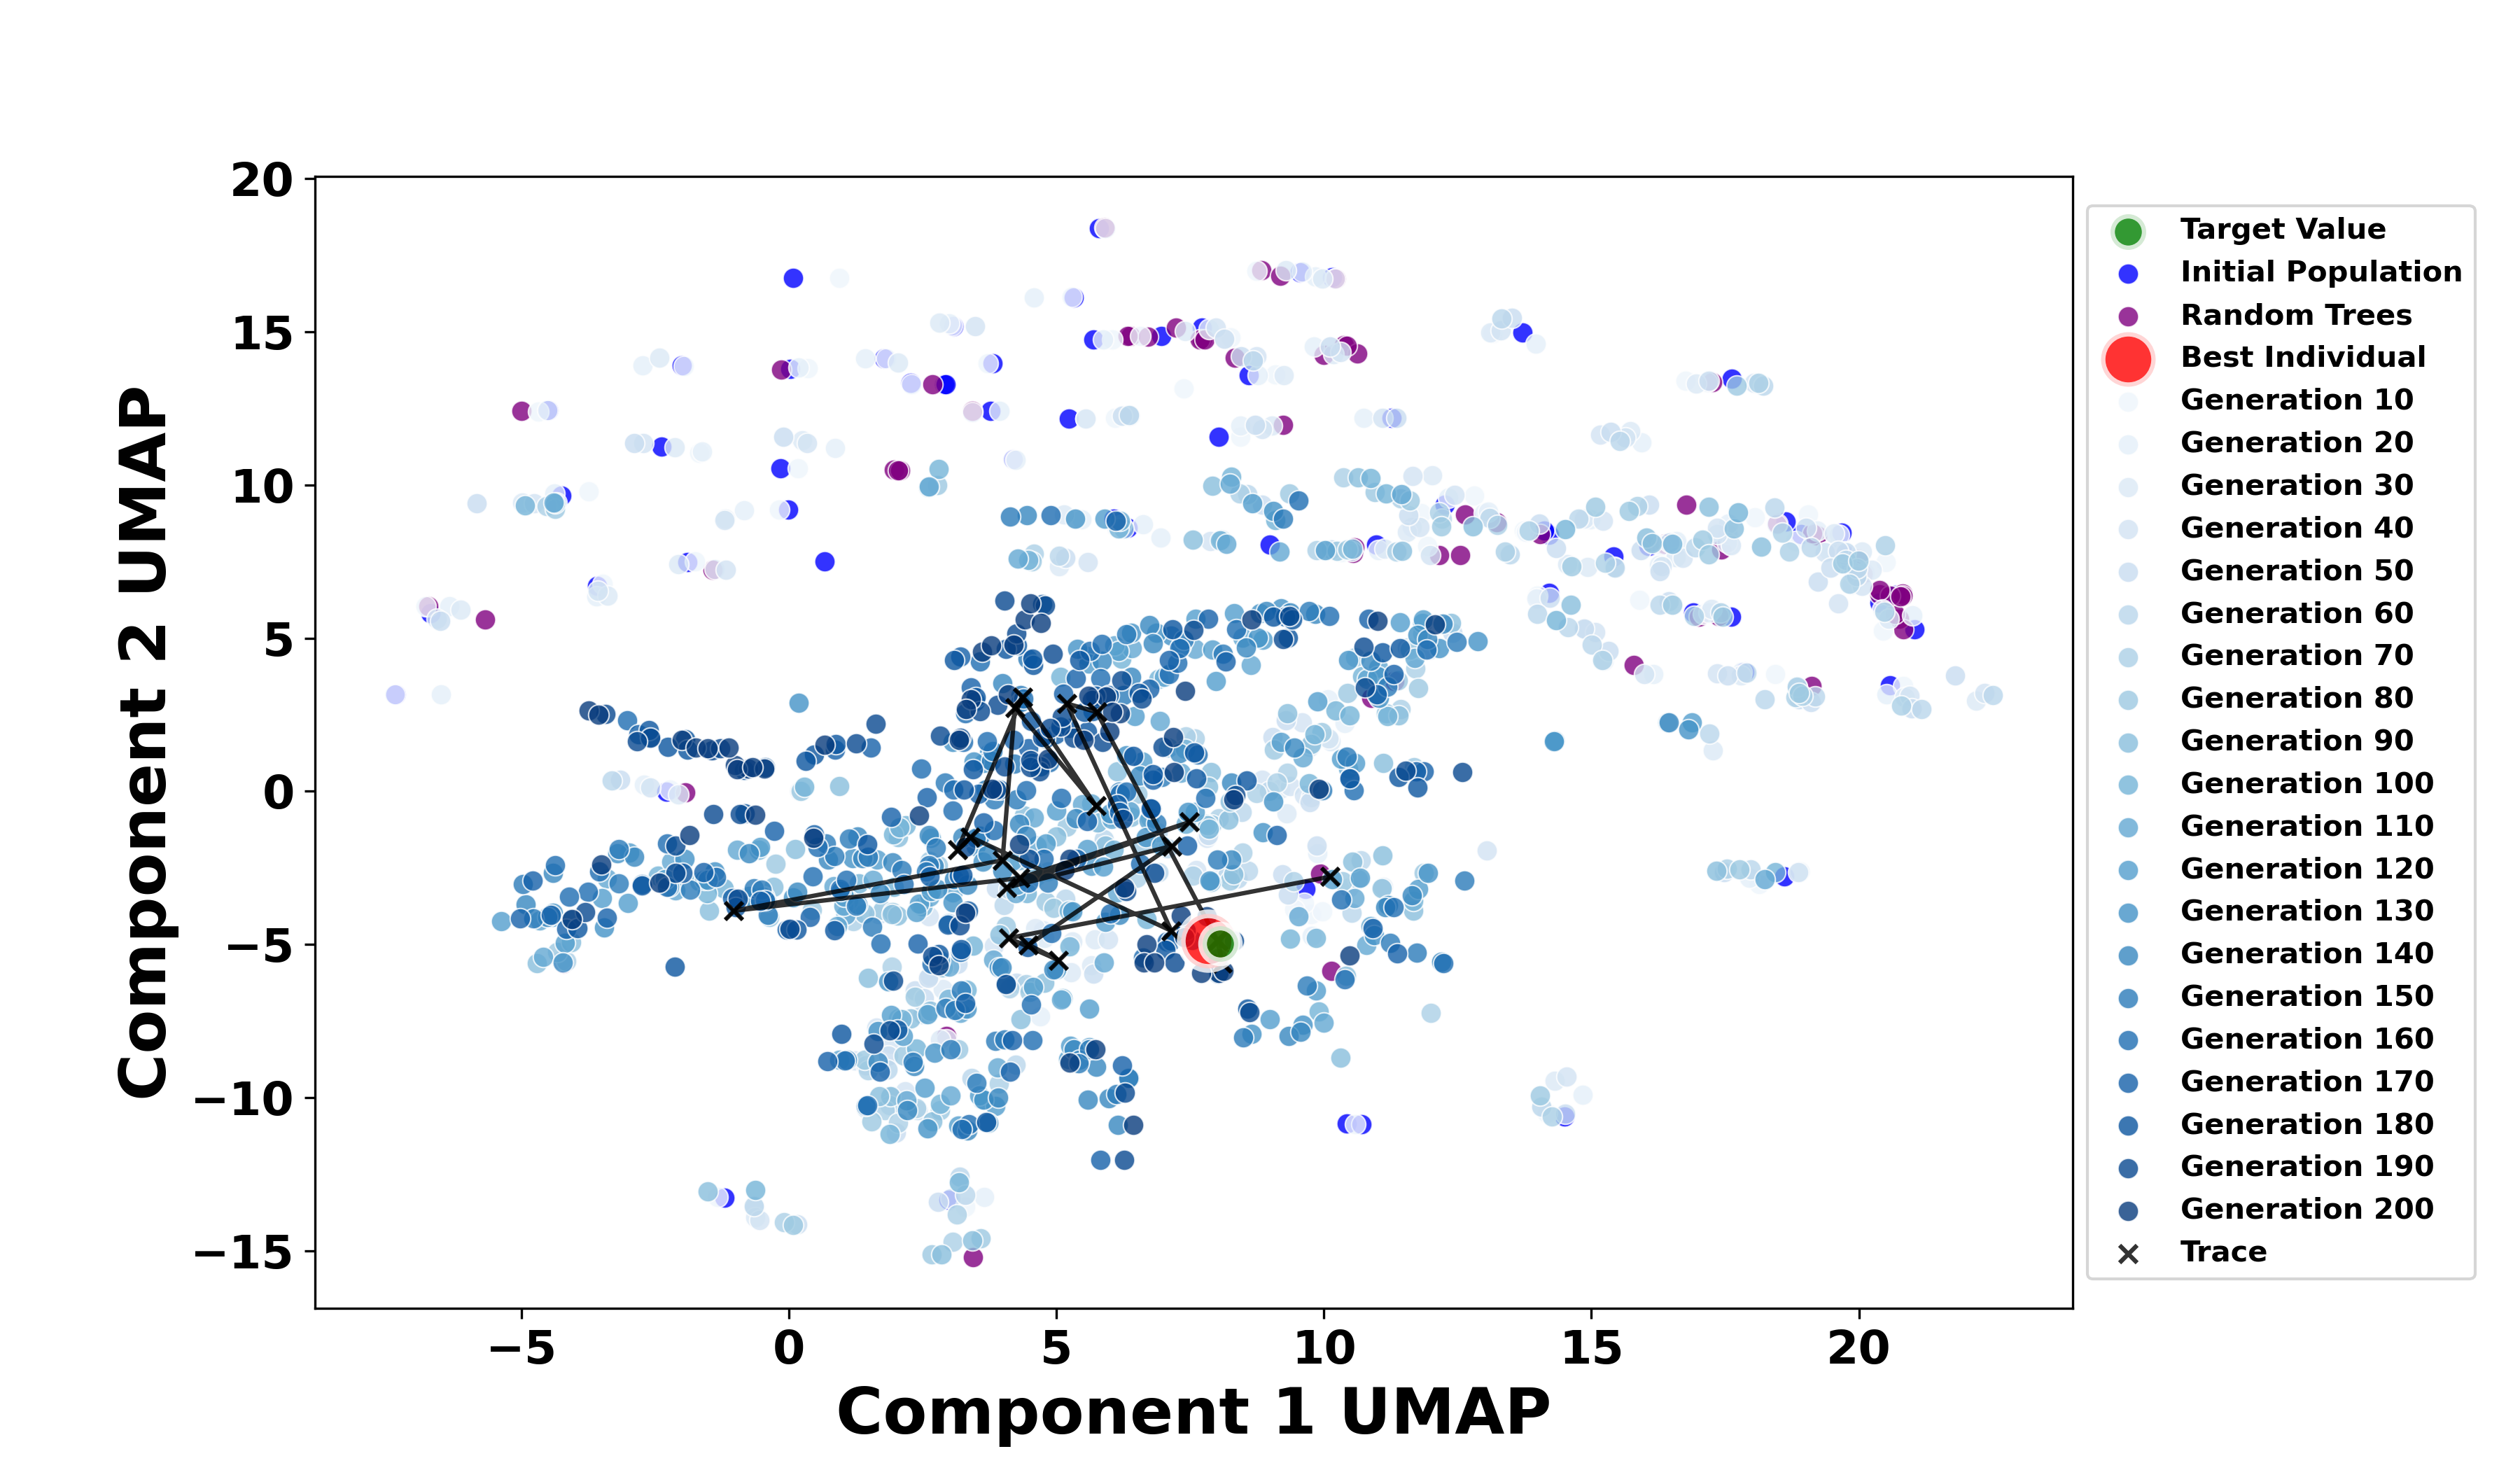 20
15
10
5
0
−5
−10
−15
Component 2 UMAP
−5
0
5
10
15
20
Component 1 UMAP
Target Value
Initial Population
Random Trees
Best Individual
Generation 10
Generation 20
Generation 30
Generation 40
Generation 50
Generation 60
Generation 70
Generation 80
Generation 90
Generation 100
Generation 110
Generation 120
Generation 130
Generation 140
Generation 150
Generation 160
Generation 170
Generation 180
Generation 190
Generation 200
Trace